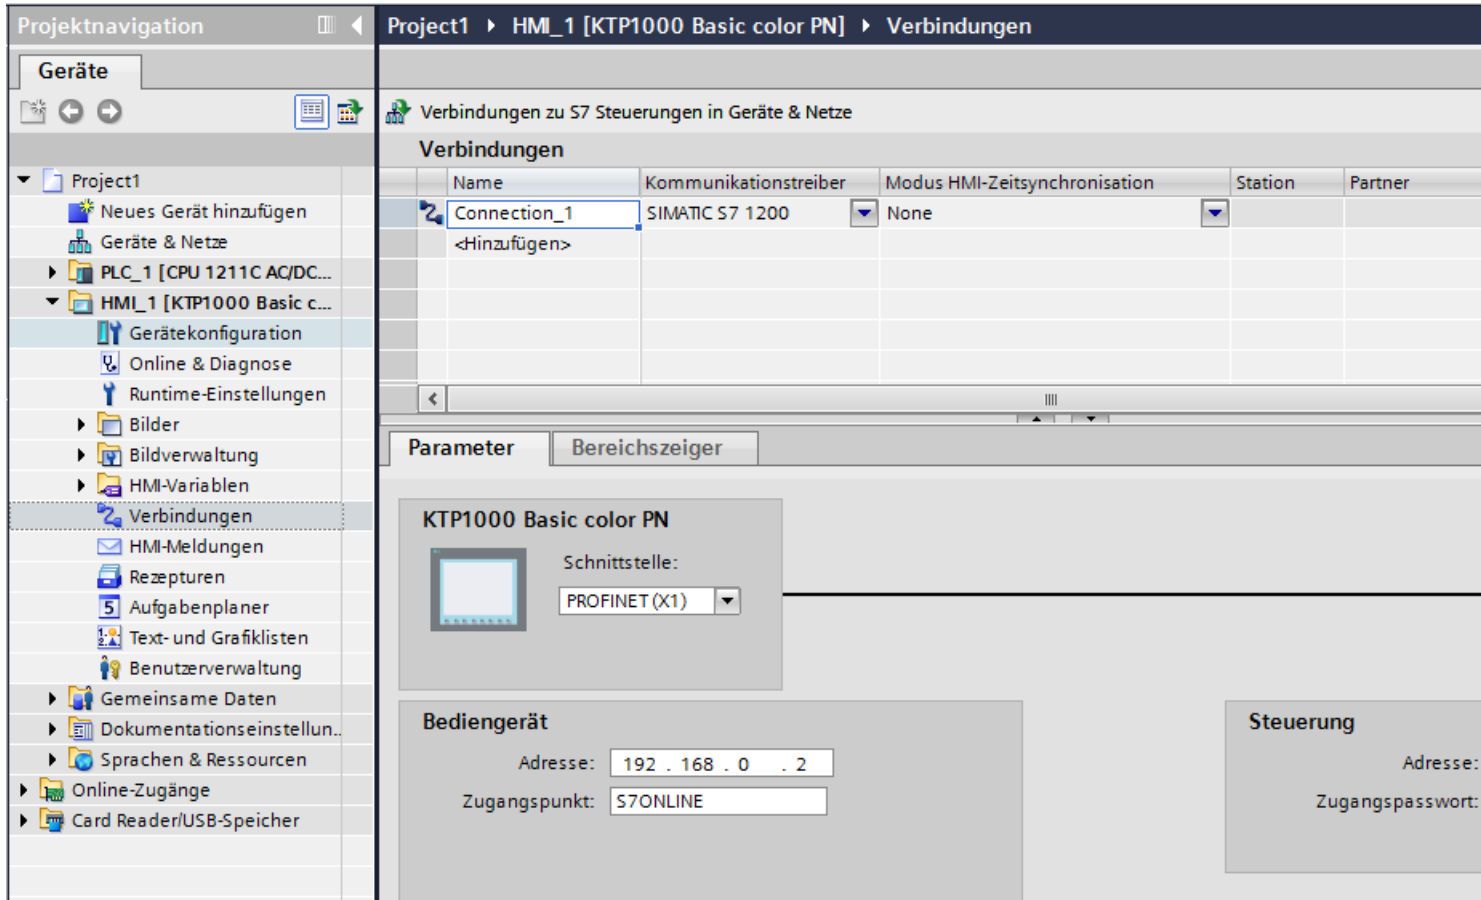 Projektnavigation
Geräte
Project1
Neues Gerät hinzufügen
Geräte & Netze
PLC_1 [CPU 1211C AC/DC...
HMI_1 [KTP1000 Basic c...
Gerätekonfiguration
Online & Diagnose
Runtime-Einstellungen
Bilder
Bildverwaltung
HMI-Variablen
Verbindungen
HMI-Meldungen
Rezepturen
Aufgabenplaner
Text- und Grafiklisten
Benutzerverwaltung
Gemeinsame Daten
Dokumentationseinstellun..
Sprachen & Ressourcen
Online-Zugänge
Card Reader/USB-Speicher
Project1 HMI_1 [KTP1000 Basic color PN] Verbindungen
Verbindungen zu S7 Steuerungen in Geräte & Netze
Verbindungen
Name Kommunikationstreiber Modus HMI-Zeitsynchronisation Station Partner
Connection_1 SIMATIC S7 1200 None
<Hinzufügen>
Parameter Bereichszeiger
KTP1000 Basic color PN
Schnittstelle:
PROFINET (X1)
Bediengerät
Adresse: 192 . 168 . 0 . 2
Zugangspunkt: S7ONLINE
Steuerung
Adresse:
Zugangspasswort: